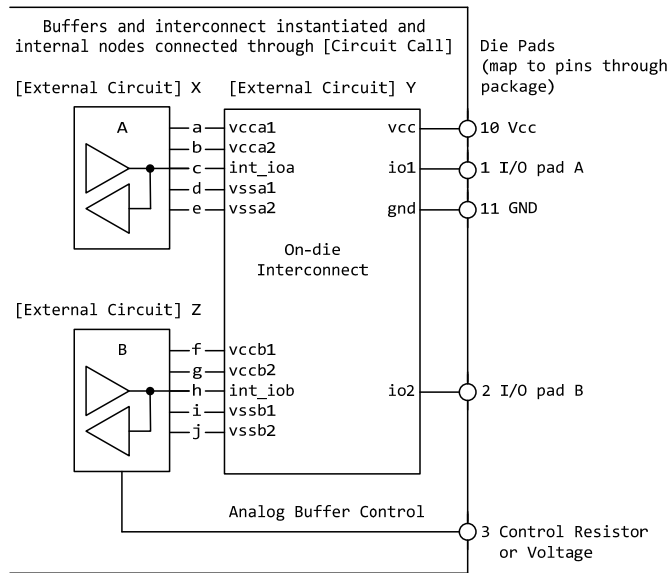 Buffers and interconnect instantiated and
internal nodes connected through [Circuit Call]
Die Pads
(map to pins through
package)
[External Circuit] X
[External Circuit] Y
A
a
b
c
d
e
vcca1
vcca2
int_ioa
vssa1
vssa2
vcc
io1
gnd
10 Vcc
1 I/O pad A
11 GND
On-die
Interconnect
[External Circuit] Z
B
f
g
h
i
j
vccb1
vccb2
int_iob
vssb1
vssb2
io2
2 I/O pad B
Analog Buffer Control
3 Control Resistor
or Voltage